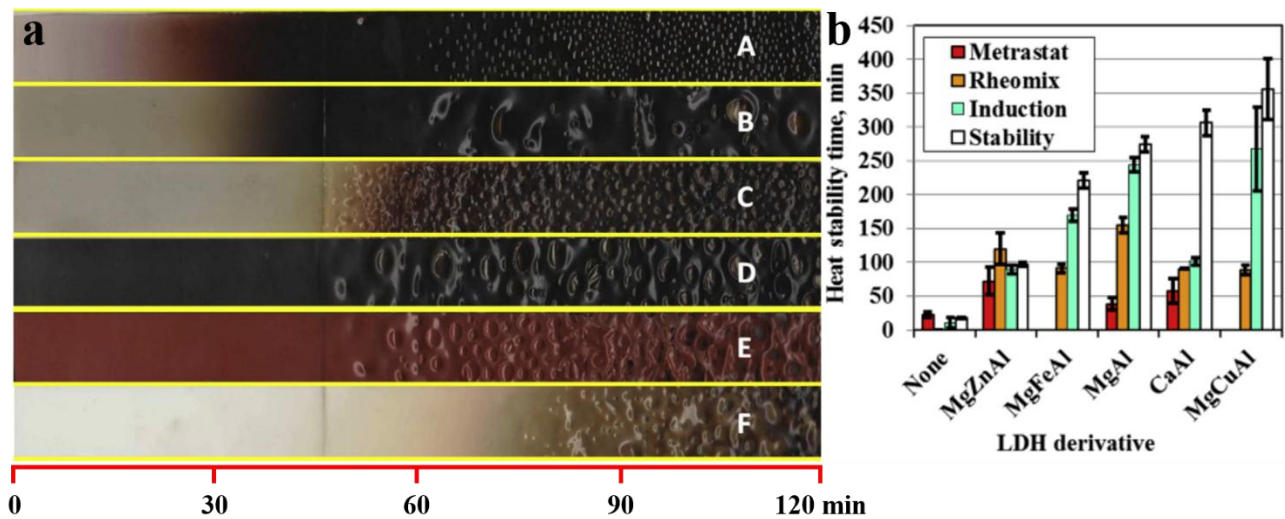 a
A
B
C
D
E
F
0 30 60 90 120 min
b
Heat stability time, min
450
400
350
300
250
200
150
100
50
0
Metrastat
Rheomix
Induction
Stability
None MgZnAl MgFeAl MgAl CaAl MgCuAl
LDH derivative